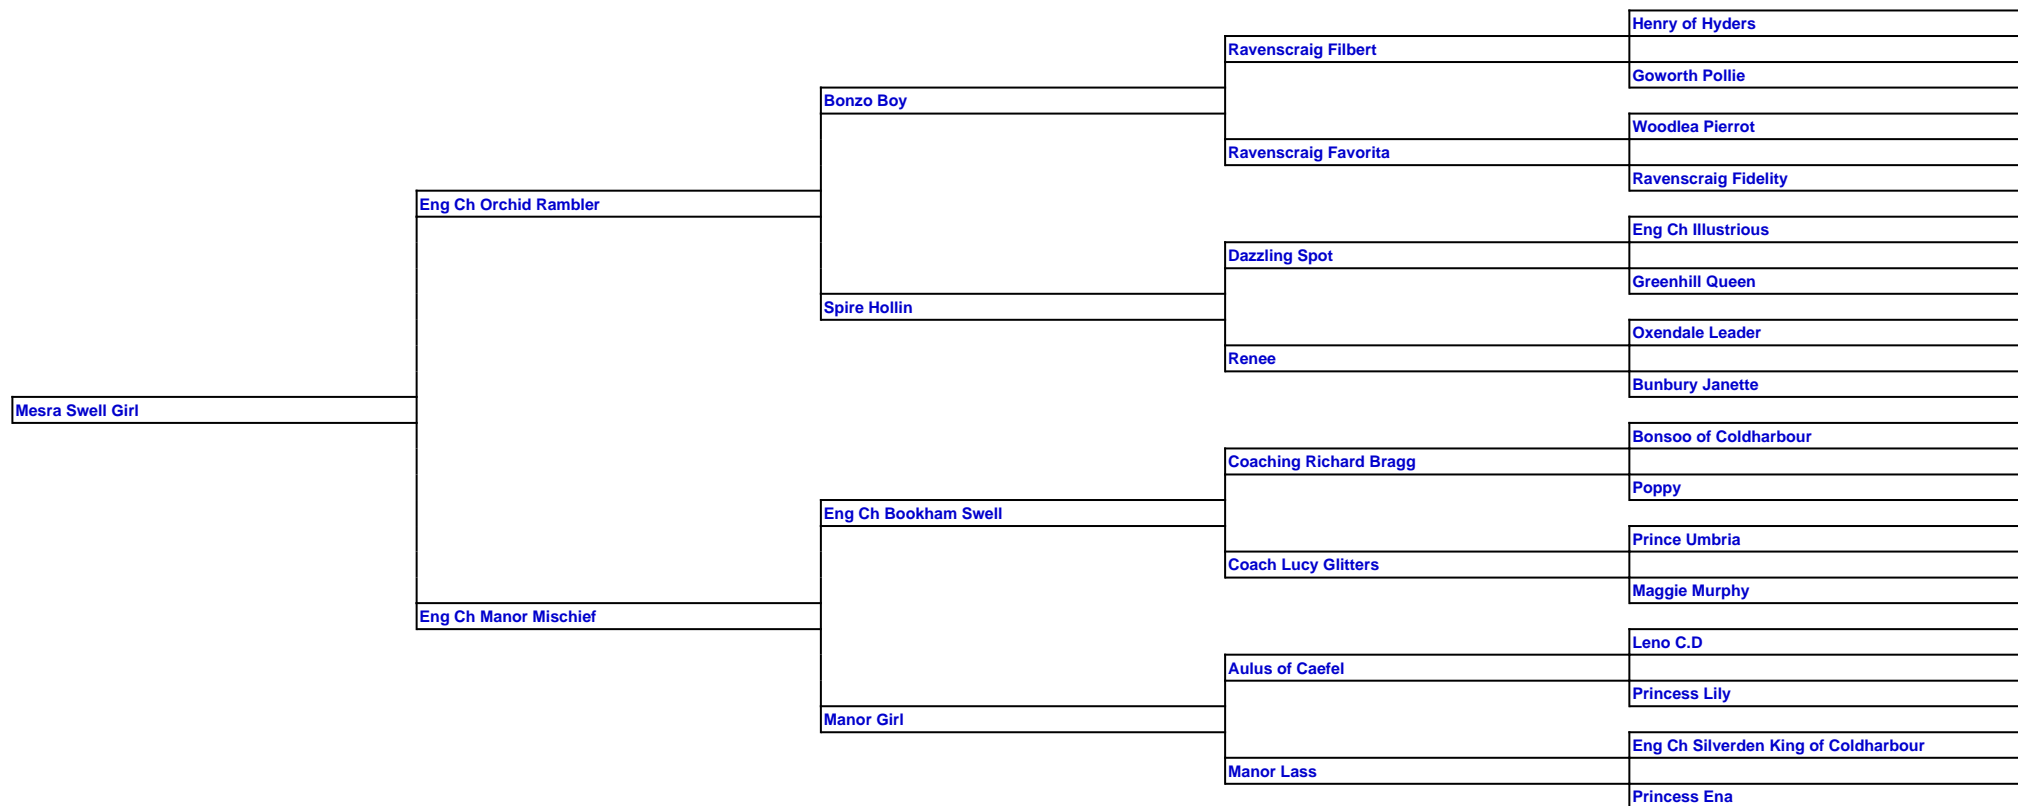 Henry of Hyders
Ravenscraig Filbert
Goworth Pollie
Bonzo Boy
Woodlea Pierrot
Ravenscraig Favorita
Ravenscraig Fidelity
Eng Ch Orchid Rambler
Eng Ch Illustrious
Dazzling Spot
Greenhill Queen
Spire Hollin
Oxendale Leader
Renee
Bunbury Janette
Mesra Swell Girl
Bonsoo of Coldharbour
Coaching Richard Bragg
Poppy
Eng Ch Bookham Swell
Prince Umbria
Coach Lucy Glitters
Maggie Murphy
Eng Ch Manor Mischief
Leno C.D
Aulus of Caefel
Princess Lily
Manor Girl
Eng Ch Silverden King of Coldharbour
Manor Lass
Princess Ena